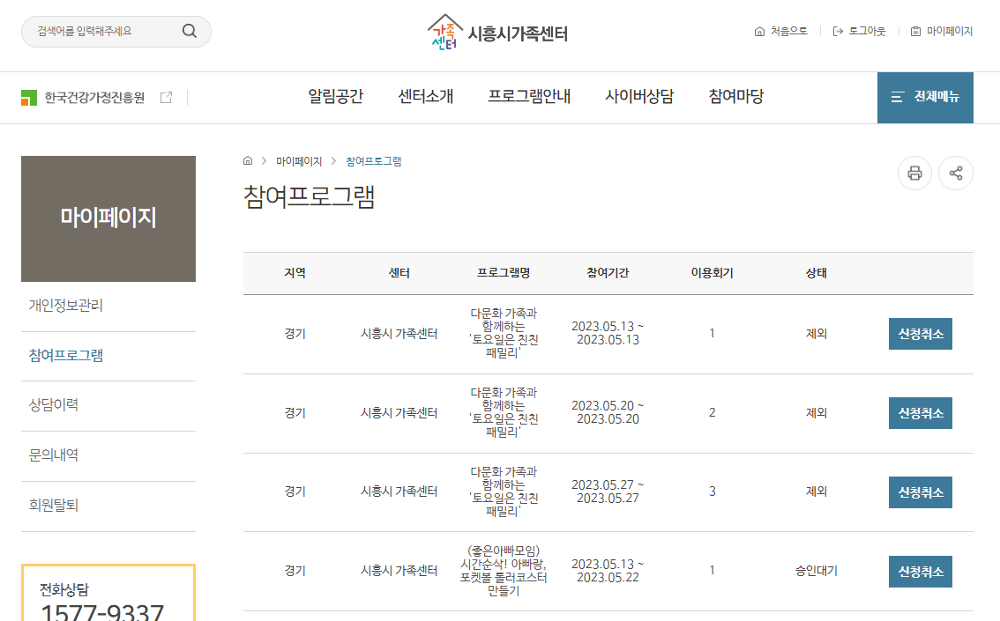 검색어를 입력해주세요
가족센터 시흥시가족센터
처음으로
로그아웃
마이페이지
한국건강가정진흥원
알림공간 센터소개 프로그램안내 사이버상담 참여마당
전체메뉴
마이페이지
개인정보관리
참여프로그램
상담이력
문의내역
회원탈퇴
전화상담
1577-9337
마이페이지 > 참여프로그램
참여프로그램
지역 센터 프로그램명 참여기간 이용회기 상태
경기
시흥시 가족센터
다문화 가족과
함께하는
'토요일은 친친
패밀리'
2023.05.13 ~
2023.05.13
1
제외
신청취소
경기
시흥시 가족센터
다문화 가족과
함께하는
'토요일은 친친
패밀리'
2023.05.20 ~
2023.05.20
2
제외
신청취소
경기
시흥시 가족센터
다문화 가족과
함께하는
'토요일은 친친
패밀리'
2023.05.27 ~
2023.05.27
3
제외
신청취소
경기
시흥시 가족센터
(좋은아빠모임)
시간순삭! 아빠랑,
포켓볼 롤러코스터
만들기
2023.05.13 ~
2023.05.22
1
승인대기
신청취소